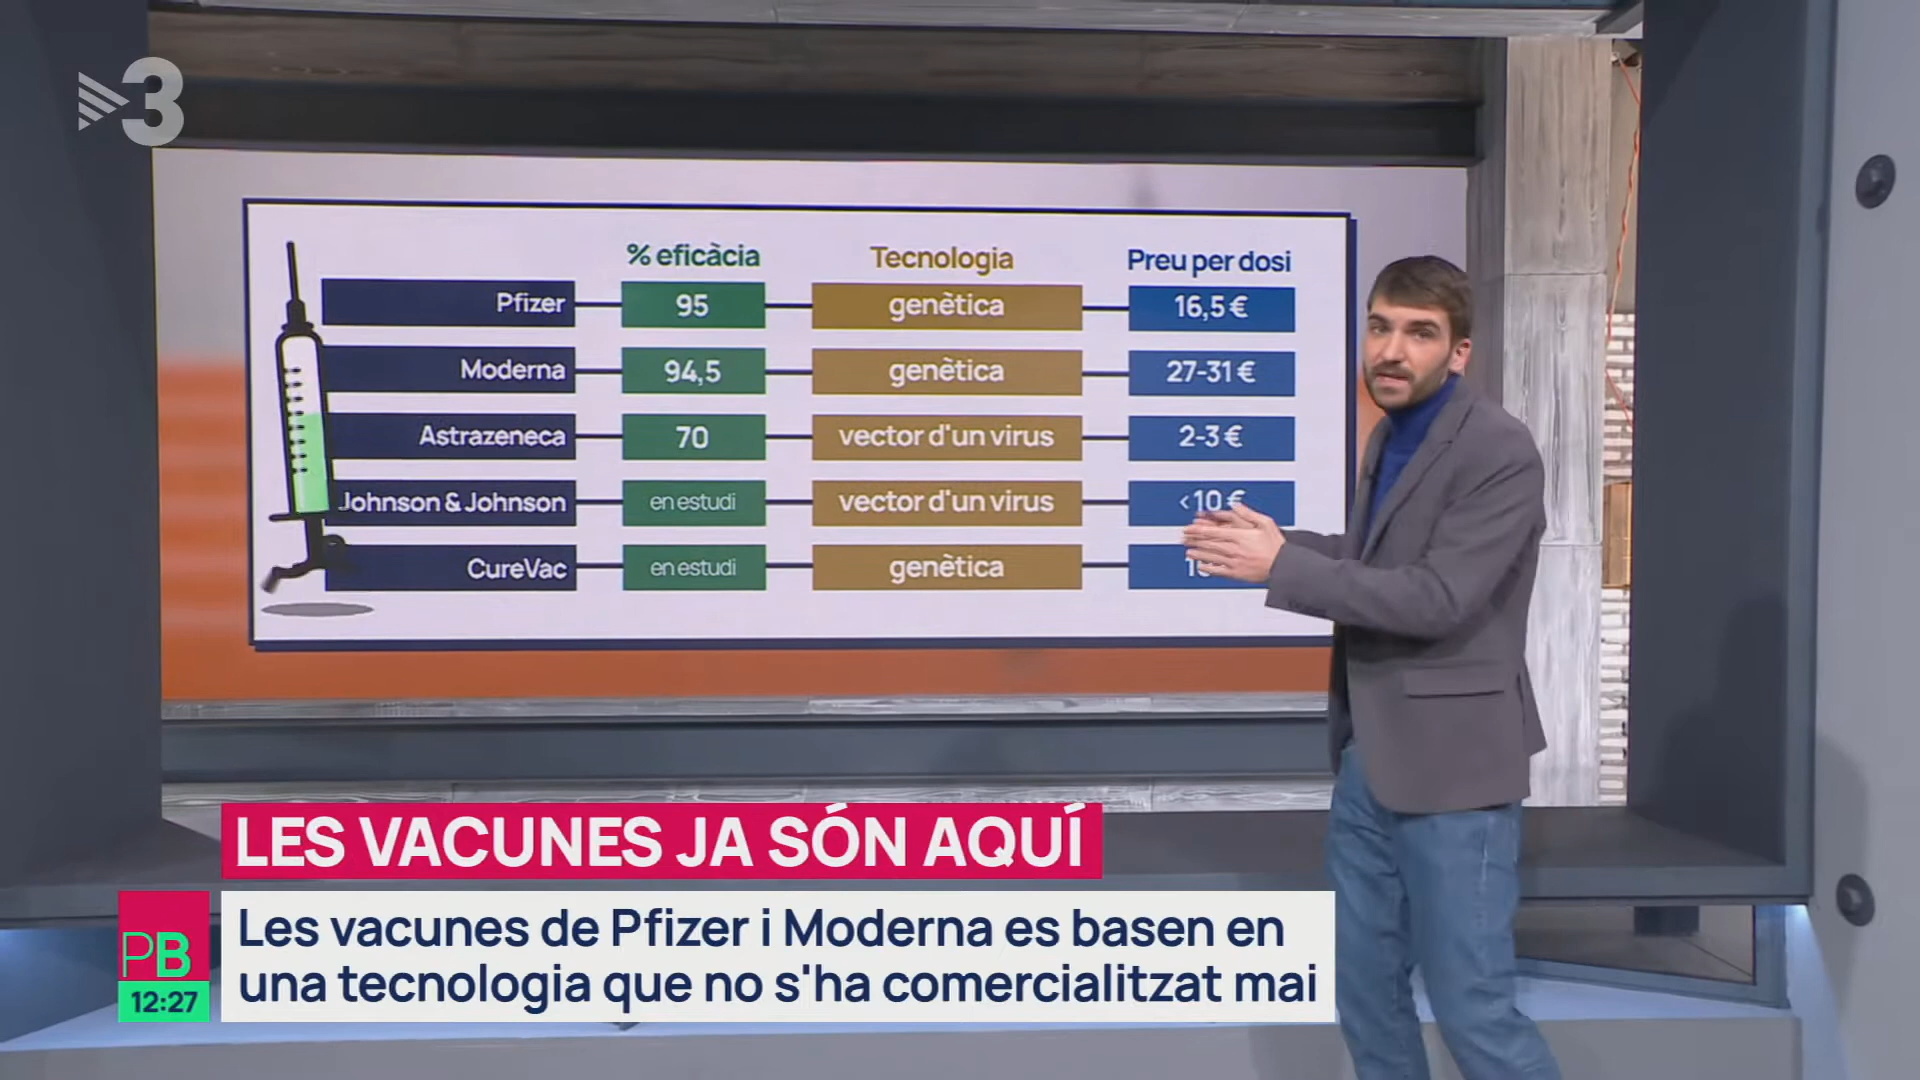 3
% eficàcia Tecnologia Preu per dosi
Pfizer 95 genètica 16,5 €
Moderna 94,5 genètica 27-31 €
Astrazeneca 70 vector d'un virus 2-3 €
Johnson & Johnson en estudi vector d'un virus <10 €
CureVac en estudi genètica
LES VACUNES JA SÓN AQUÍ
Les vacunes de Pfizer i Moderna es basen en
una tecnologia que no s'ha comercialitzat mai
PB
12:27